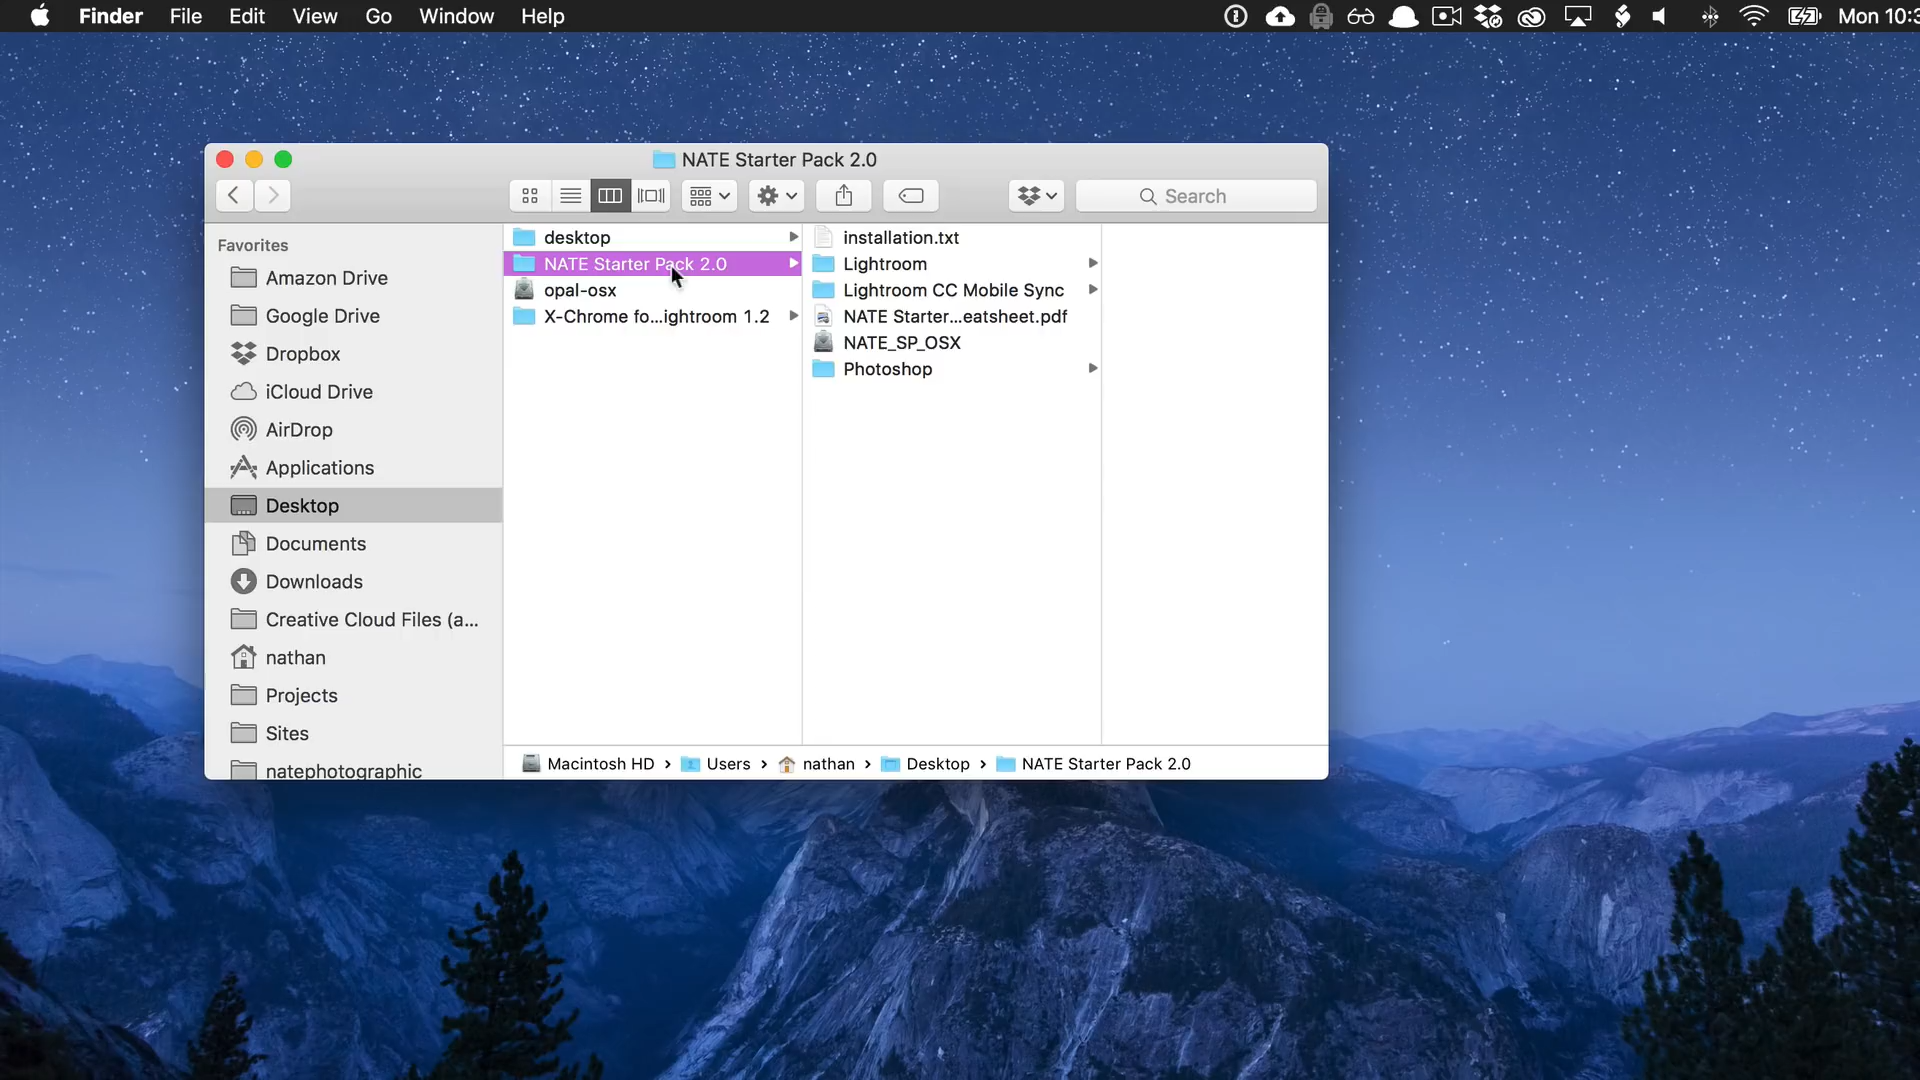 Finder File Edit View Go Window Help Mon 10:3
NATE Starter Pack 2.0
Search
Favorites
Amazon Drive
Google Drive
Dropbox
iCloud Drive
AirDrop
Applications
Desktop
Documents
Downloads
Creative Cloud Files (a...
nathan
Projects
Sites
natephotographic
desktop
NATE Starter Pack 2.0
opal-osx
X-Chrome fo...ightroom 1.2
installation.txt
Lightroom
Lightroom CC Mobile Sync
NATE Starter...eatsheet.pdf
NATE_SP_OSX
Photoshop
Macintosh HD › Users › nathan › Desktop › NATE Starter Pack 2.0